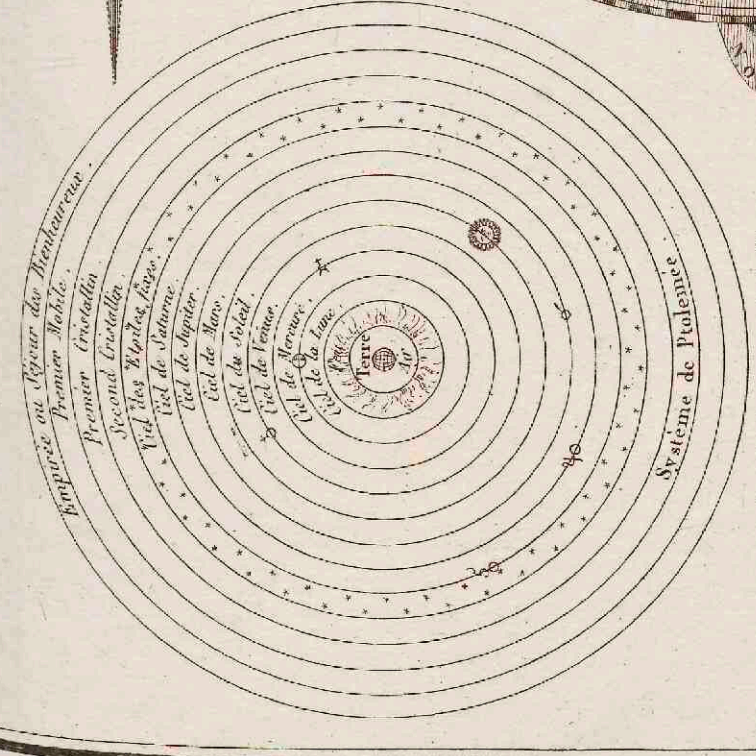 Empirée ou Séjour des Bienheureux.
Premier Mobile.
Premier Cristallin.
Second Cristallin.
Ciel des Etoiles fixes.
Ciel de Saturne.
Ciel de Jupiter.
Ciel de Mars.
Ciel du Soleil.
Ciel de Venus.
Ciel de Mercure.
Ciel de la Lune.
Feu
Terre
Air
Système de Ptolemée
10